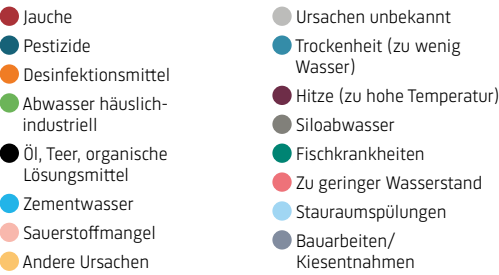 Jauche
Pestizide
Desinfektionsmittel
Abwasser häuslich-
industriell
Öl, Teer, organische
Lösungsmittel
Zementwasser
Sauerstoffmangel
Andere Ursachen
Ursachen unbekannt
Trockenheit (zu wenig
Wasser)
Hitze (zu hohe Temperatur)
Siloabwasser
Fischkrankheiten
Zu geringer Wasserstand
Stauraumspülungen
Bauarbeiten/
Kiesentnahmen